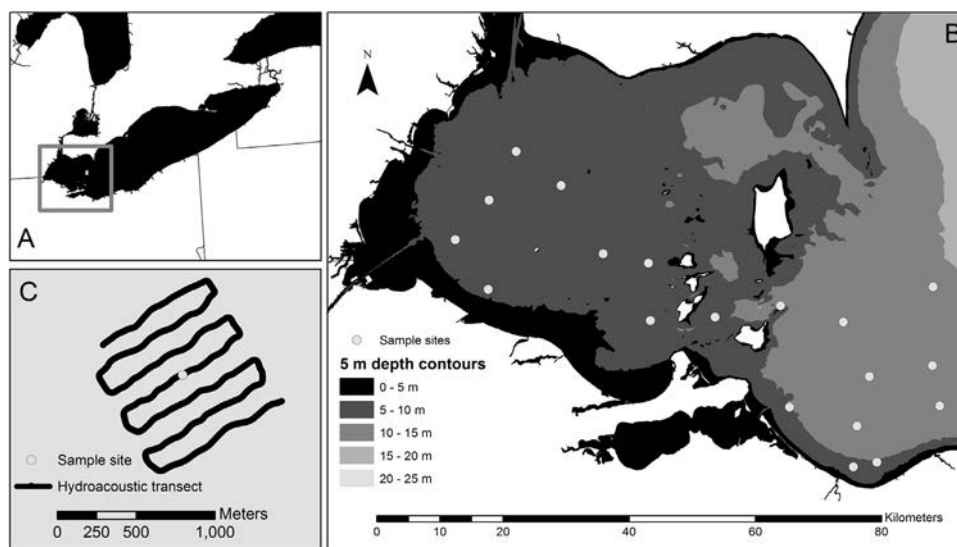 A
B
N
Sample sites
5 m depth contours
0 - 5 m
5 - 10 m
10 - 15 m
15 - 20 m
20 - 25 m
Kilometers
0 10 20 40 60 80
C
Sample site
Hydroacoustic transect
Meters
0 250 500 1,000